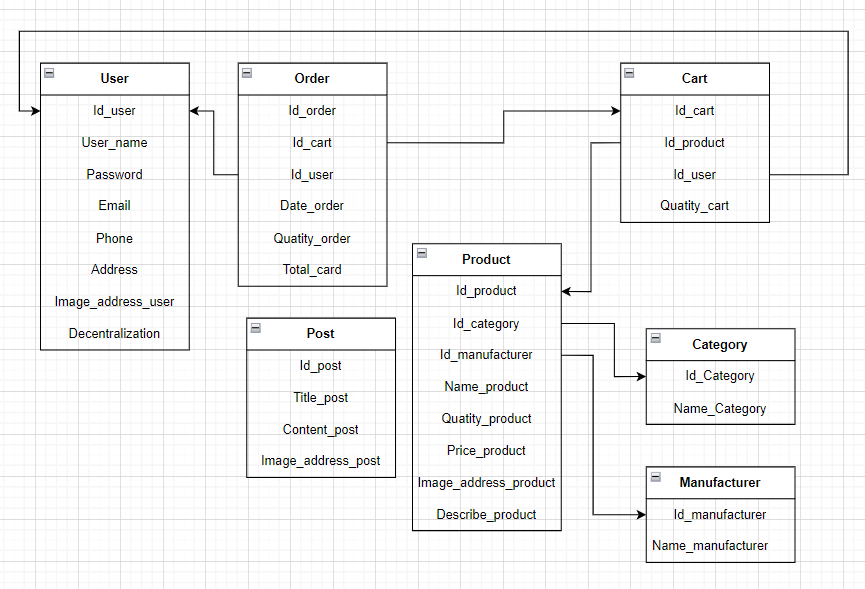 User
Id_user
User_name
Password
Email
Phone
Address
Image_address_user
Decentralization
Order
Id_order
Id_cart
Id_user
Date_order
Quatity_order
Total_card
Cart
Id_cart
Id_product
Id_user
Quatity_cart
Product
Id_product
Id_category
Id_manufacturer
Name_product
Quatity_product
Price_product
Image_address_product
Describe_product
Post
Id_post
Title_post
Content_post
Image_address_post
Category
Id_Category
Name_Category
Manufacturer
Id_manufacturer
Name_manufacturer